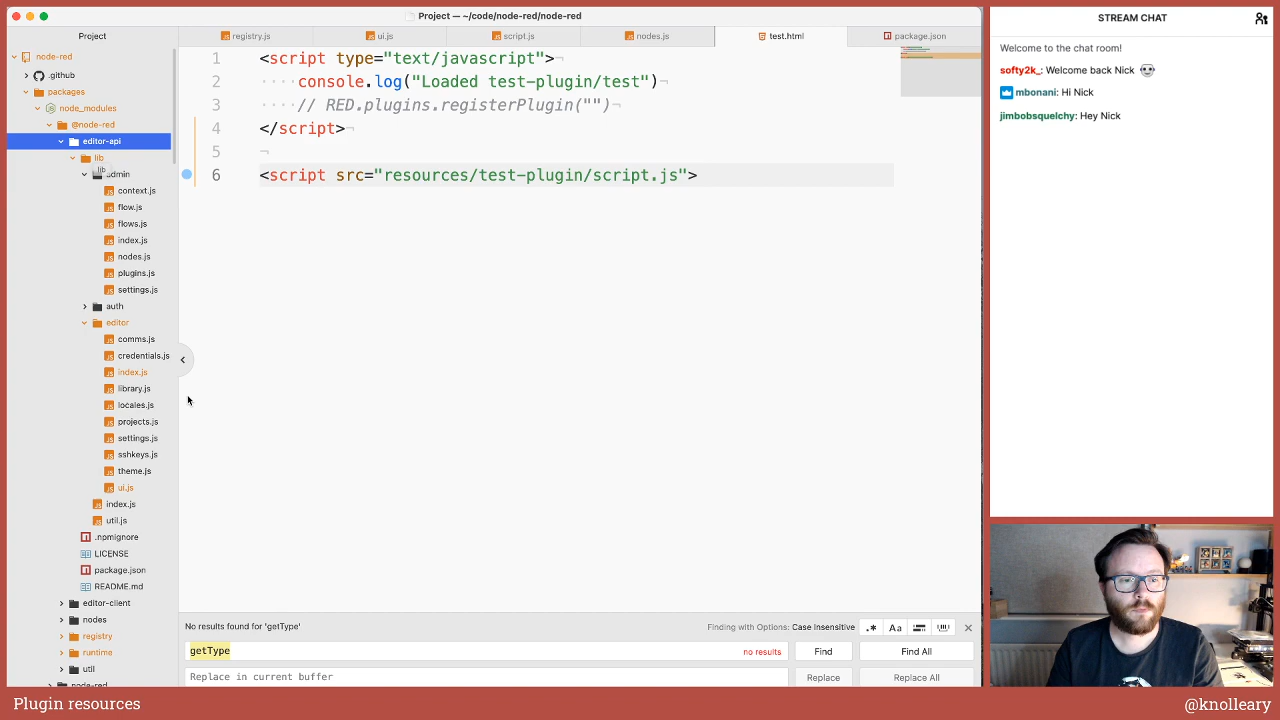 Project — ~/code/node-red/node-red
Project
registry.js
ui.js
script.js
nodes.js
test.html
package.json
node-red
.github
packages
node_modules
@node-red
editor-api
lib
lib
admin
context.js
flow.js
flows.js
index.js
nodes.js
plugins.js
settings.js
auth
editor
comms.js
credentials.js
index.js
library.js
locales.js
projects.js
settings.js
sshkeys.js
theme.js
ui.js
index.js
util.js
.npmignore
LICENSE
package.json
README.md
editor-client
nodes
registry
runtime
util
node-red
1 <script type="text/javascript">¬
2 ····console.log("Loaded test-plugin/test")¬
3 ····// RED.plugins.registerPlugin("")¬
4 </script>¬
5 ¬
6 <script src="resources/test-plugin/script.js">
No results found for 'getType'
Finding with Options: Case Insensitive
.*
Aa
getType
no results
Find
Find All
Replace in current buffer
Replace
Replace All
STREAM CHAT
Welcome to the chat room!
softy2k_: Welcome back Nick
mbonani: Hi Nick
jimbobsquelchy: Hey Nick
Plugin resources
@knolleary